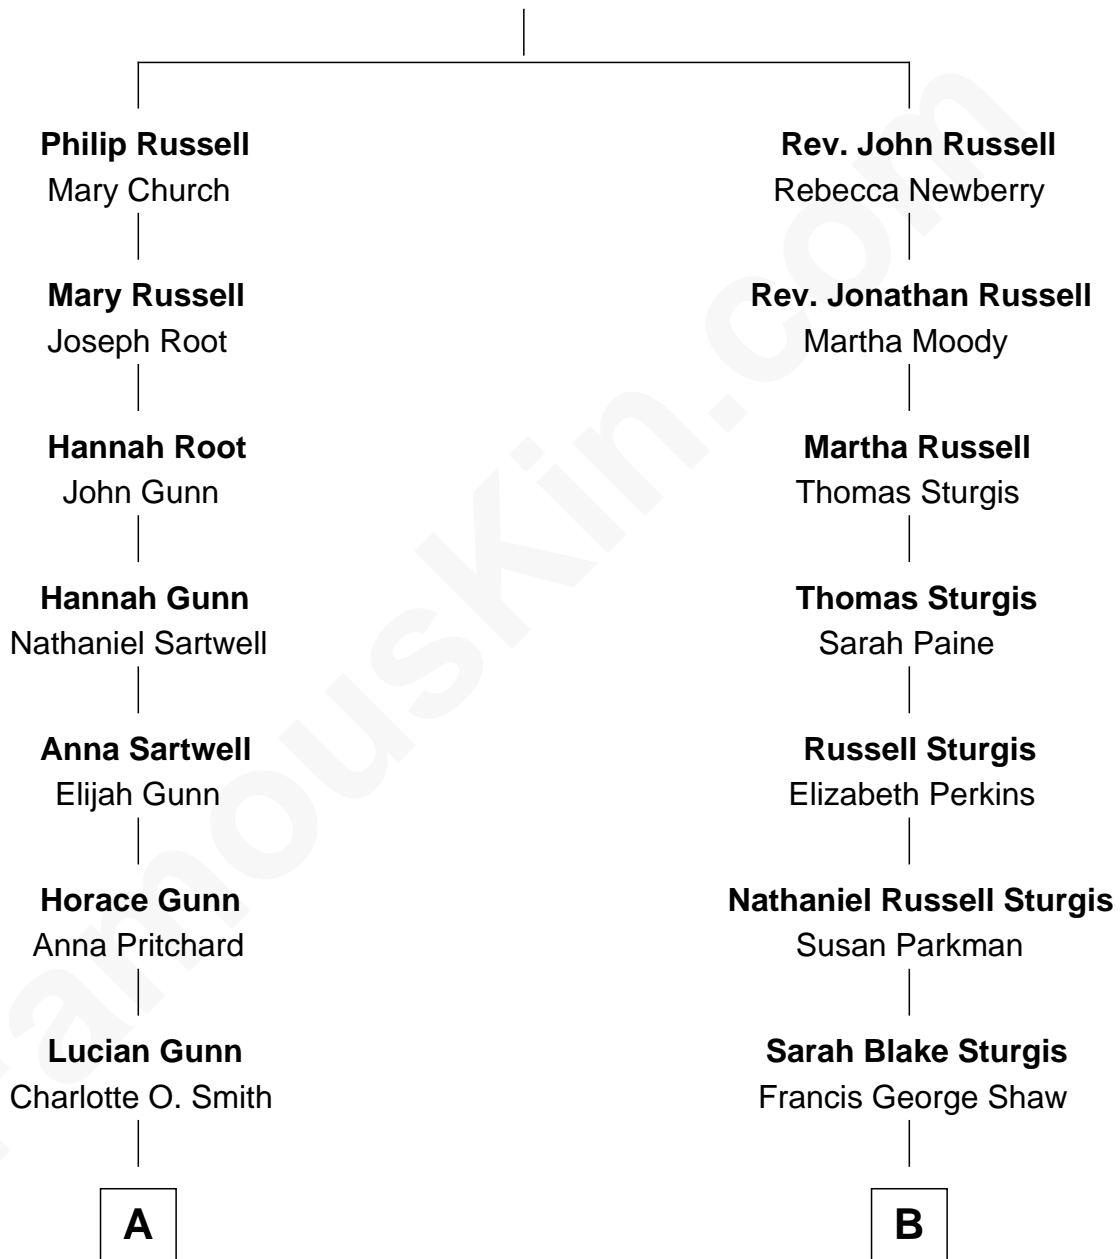 Philip Russell
Mary Church
Mary Russell
Joseph Root
Hannah Root
John Gunn
Hannah Gunn
Nathaniel Sartwell
Anna Sartwell
Elijah Gunn
Horace Gunn
Anna Pritchard
Lucian Gunn
Charlotte O. Smith
A
Rev. John Russell
Rebecca Newberry
Rev. Jonathan Russell
Martha Moody
Martha Russell
Thomas Sturgis
Thomas Sturgis
Sarah Paine
Russell Sturgis
Elizabeth Perkins
Nathaniel Russell Sturgis
Susan Parkman
Sarah Blake Sturgis
Francis George Shaw
B
FamousKin.com